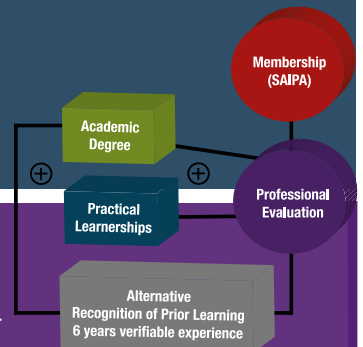 Membership
(SAIPA)
Academic
Degree
Practical
Learnerships
Professional
Evaluation
Alternative
Recognition of Prior Learning
6 years verifiable experience